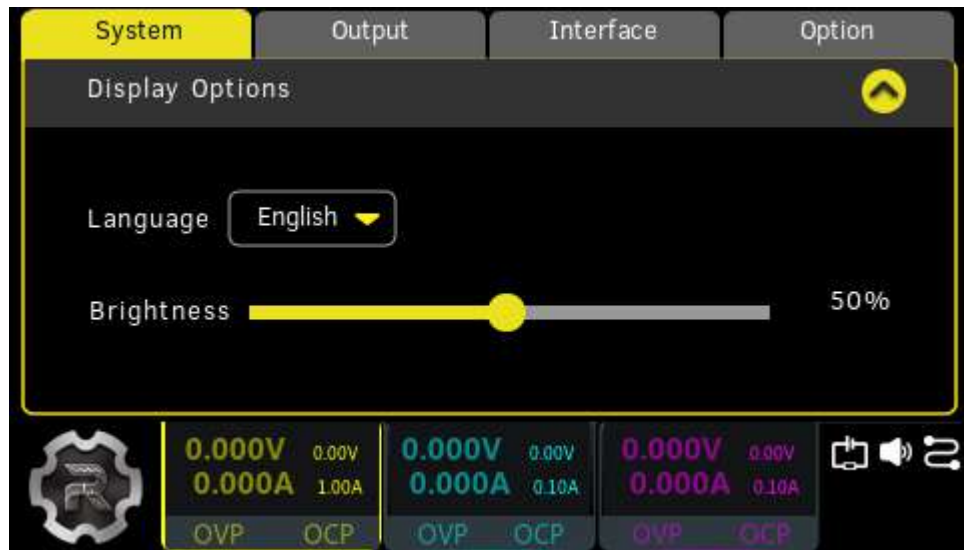 System Output Interface Option
Display Options
Language English
Brightness 50%
0.000V 0.00V 0.000V 0.00V 0.000V 0.00V
0.000A 1.00A 0.000A 0.10A 0.000A 0.10A
OVP OCP OVP OCP OVP OCP